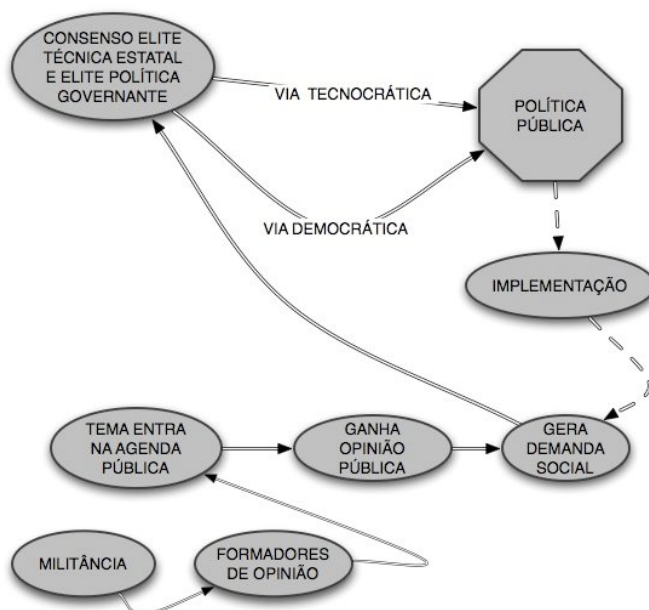 CONSENSO ELITE
TÉCNICA ESTATAL
E ELITE POLÍTICA
GOVERNANTE
VIA TECNOCRÁTICA
POLÍTICA
PÚBLICA
VIA DEMOCRÁTICA
IMPLEMENTAÇÃO
TEMA ENTRA
NA AGENDA
PÚBLICA
GANHA
OPINIÃO
PÚBLICA
GERA
DEMANDA
SOCIAL
MILITÂNCIA
FORMADORES
DE OPINIÃO